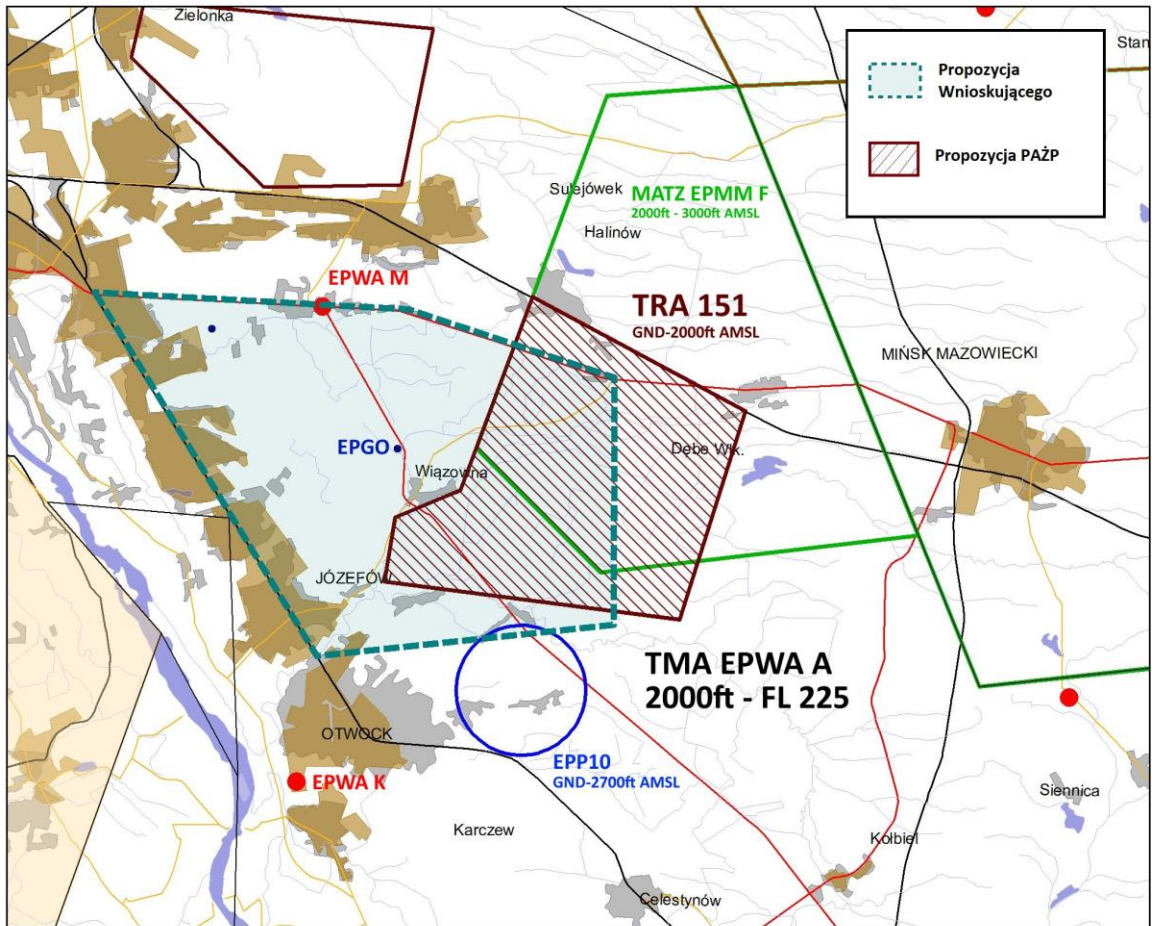 Zielonka
Stan
Propozycja
Wnioskującego
Propozycja PAŻP
Sulejówek
MATZ EPMM F
2000ft - 3000ft AMSL
Halinów
EPWA M
TRA 151
GND-2000ft AMSL
MIŃSK MAZOWIECKI
EPGO
Wiązowna
Dębe Wlk.
JÓZEFÓW
TMA EPWA A
2000ft - FL 225
OTWOCK
EPP10
GND-2700ft AMSL
EPWA K
Siennica
Karczew
Kołbiel
Celestynów